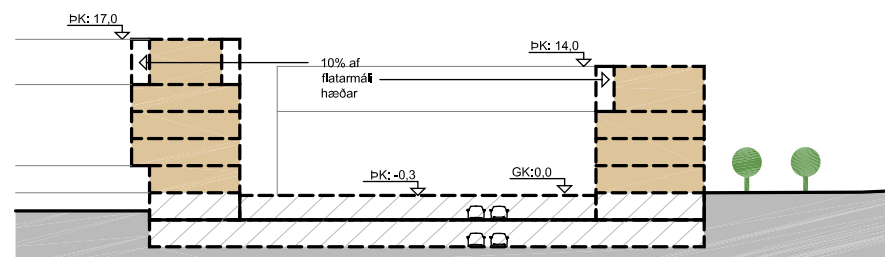 ÞK: 17,0
ÞK: 14,0
10% af
flatarmáli
hæðar
ÞK: -0,3
GK:0,0